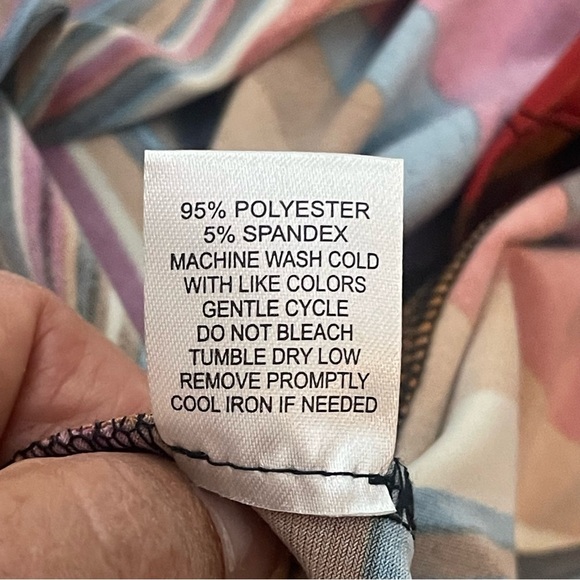 95% POLYESTER
5% SPANDEX
MACHINE WASH COLD
WITH LIKE COLORS
GENTLE CYCLE
DO NOT BLEACH
TUMBLE DRY LOW
REMOVE PROMPTLY
COOL IRON IF NEEDED